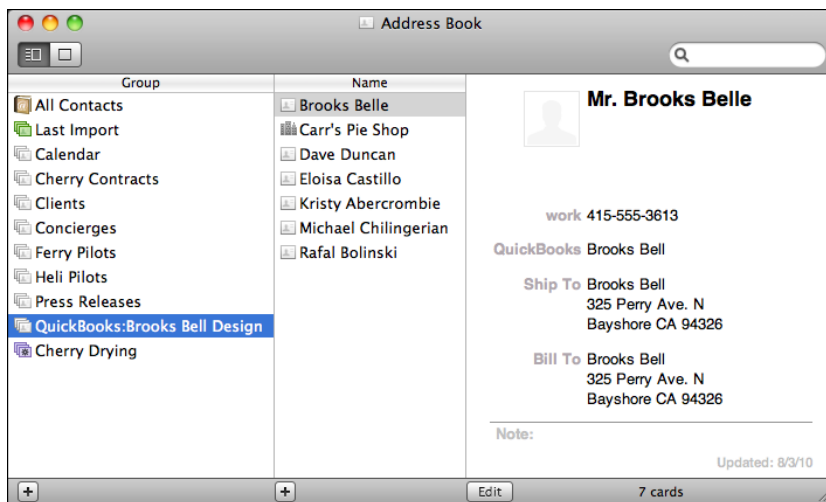 Address Book
Group
Name
All Contacts
Last Import
Calendar
Cherry Contracts
Clients
Concierges
Ferry Pilots
Heli Pilots
Press Releases
QuickBooks:Brooks Bell Design
Cherry Drying
Brooks Belle
Carr's Pie Shop
Dave Duncan
Eloisa Castillo
Kristy Abercrombie
Michael Chilingerian
Rafal Bolinski
Mr. Brooks Belle
work 415-555-3613
QuickBooks Brooks Bell
Ship To Brooks Bell
325 Perry Ave. N
Bayshore CA 94326
Bill To Brooks Bell
325 Perry Ave. N
Bayshore CA 94326
Note:
Updated: 8/3/10
Edit
7 cards